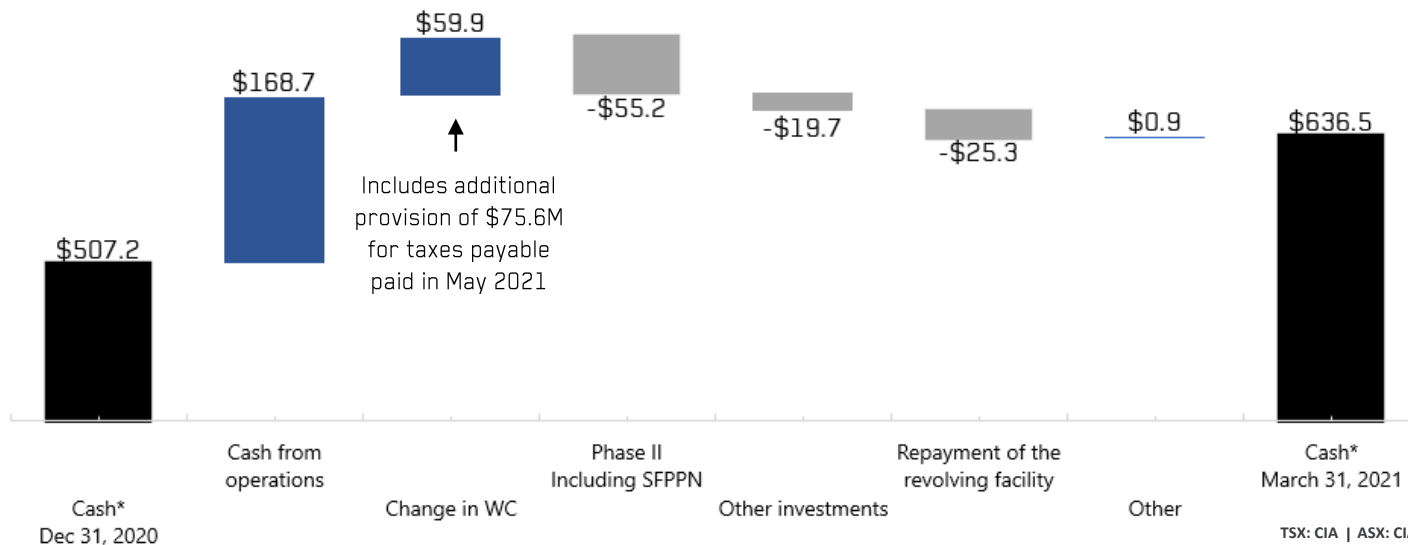 $59.9
$168.7
-$55.2
-$19.7
$0.9
$636.5
-$25.3
Includes additional
provision of $75.6M
for taxes payable
paid in May 2021
$507.2
Cash*
Dec 31, 2020
Cash from
operations
Change in WC
Phase II
Including SFPPN
Other investments
Repayment of the
revolving facility
Other
Cash*
March 31, 2021
TSX: CIA | ASX: CIA